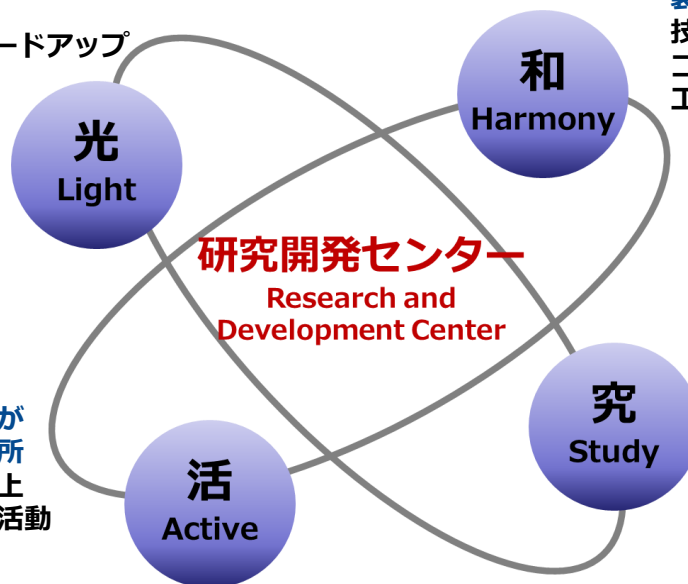 ードアップ
光
Light
和
Harmony
技
研究開発センター
Research and
Development Center
が
所
上
活動
活
Active
究
Study